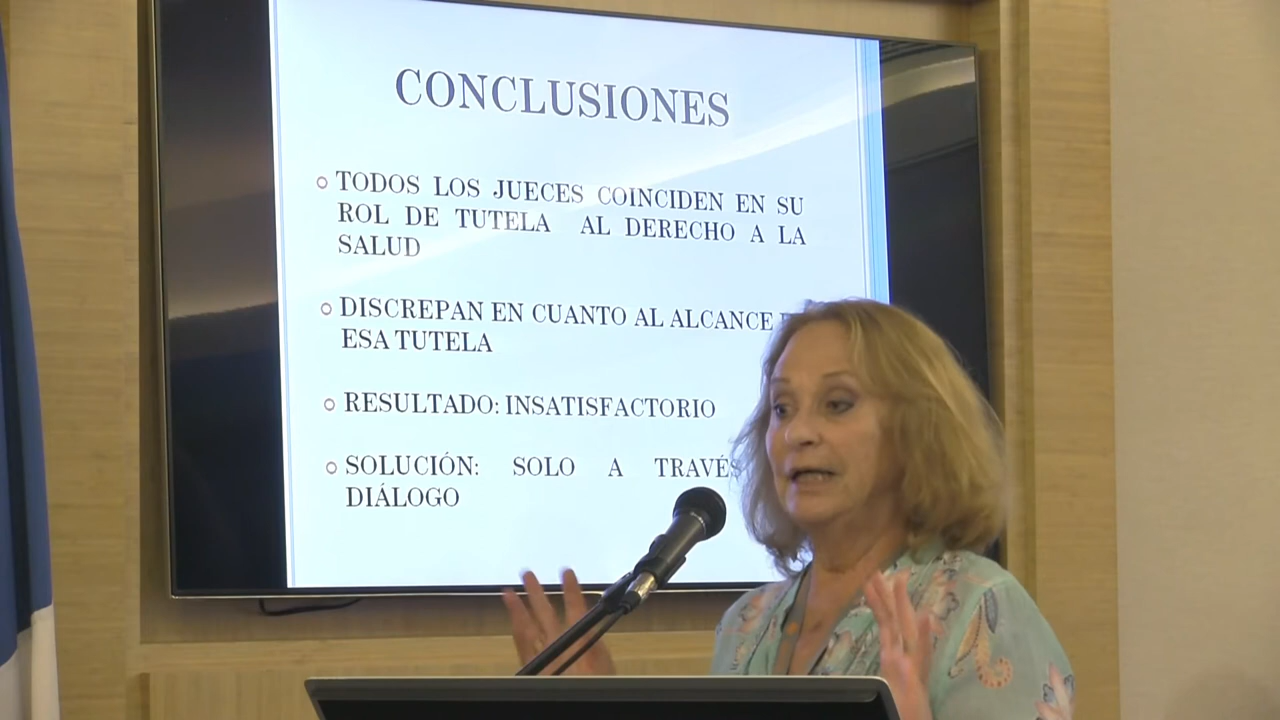 CONCLUSIONES
TODOS LOS JUECES COINCIDEN EN SU
ROL DE TUTELA AL DERECHO A LA
SALUD
DISCREPAN EN CUANTO AL ALCANCE
ESA TUTELA
RESULTADO: INSATISFACTORIO
SOLUCIÓN: SOLO A TRAVÉS
DIÁLOGO